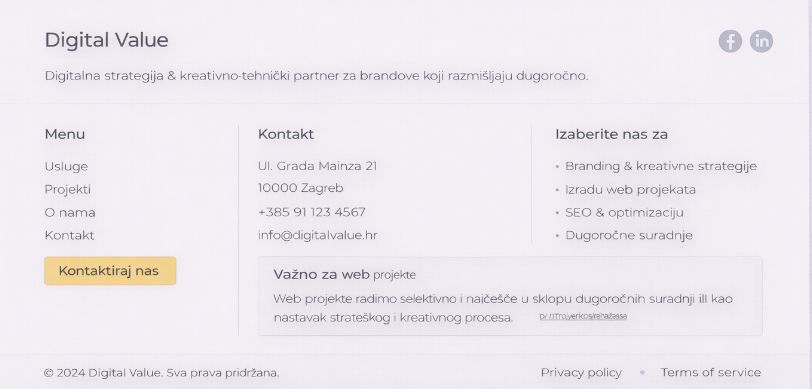 Digital Value
Digitalna strategija & kreativno-tehnički partner za brandove koji razmišljaju dugoročno.
Menu
Usluge
Projekti
O nama
Kontakt
Kontaktiraj nas
Kontakt
Ul. Grada Mainza 21
10000 Zagreb
+385 91 123 4567
info@digitalvalue.hr
Izaberite nas za
• Branding & kreativne strategije
• Izradu web projekata
• SEO & optimizaciju
• Dugoročne suradnje
Važno za web projekte
Web projekte radimo selektivno i naičešče u sklopu dugoročnih suradnji ill kao
nastavak strateškog i kreativnog procesa.
© 2024 Digital Value. Sva prava pridržana.
Privacy policy • Terms of service